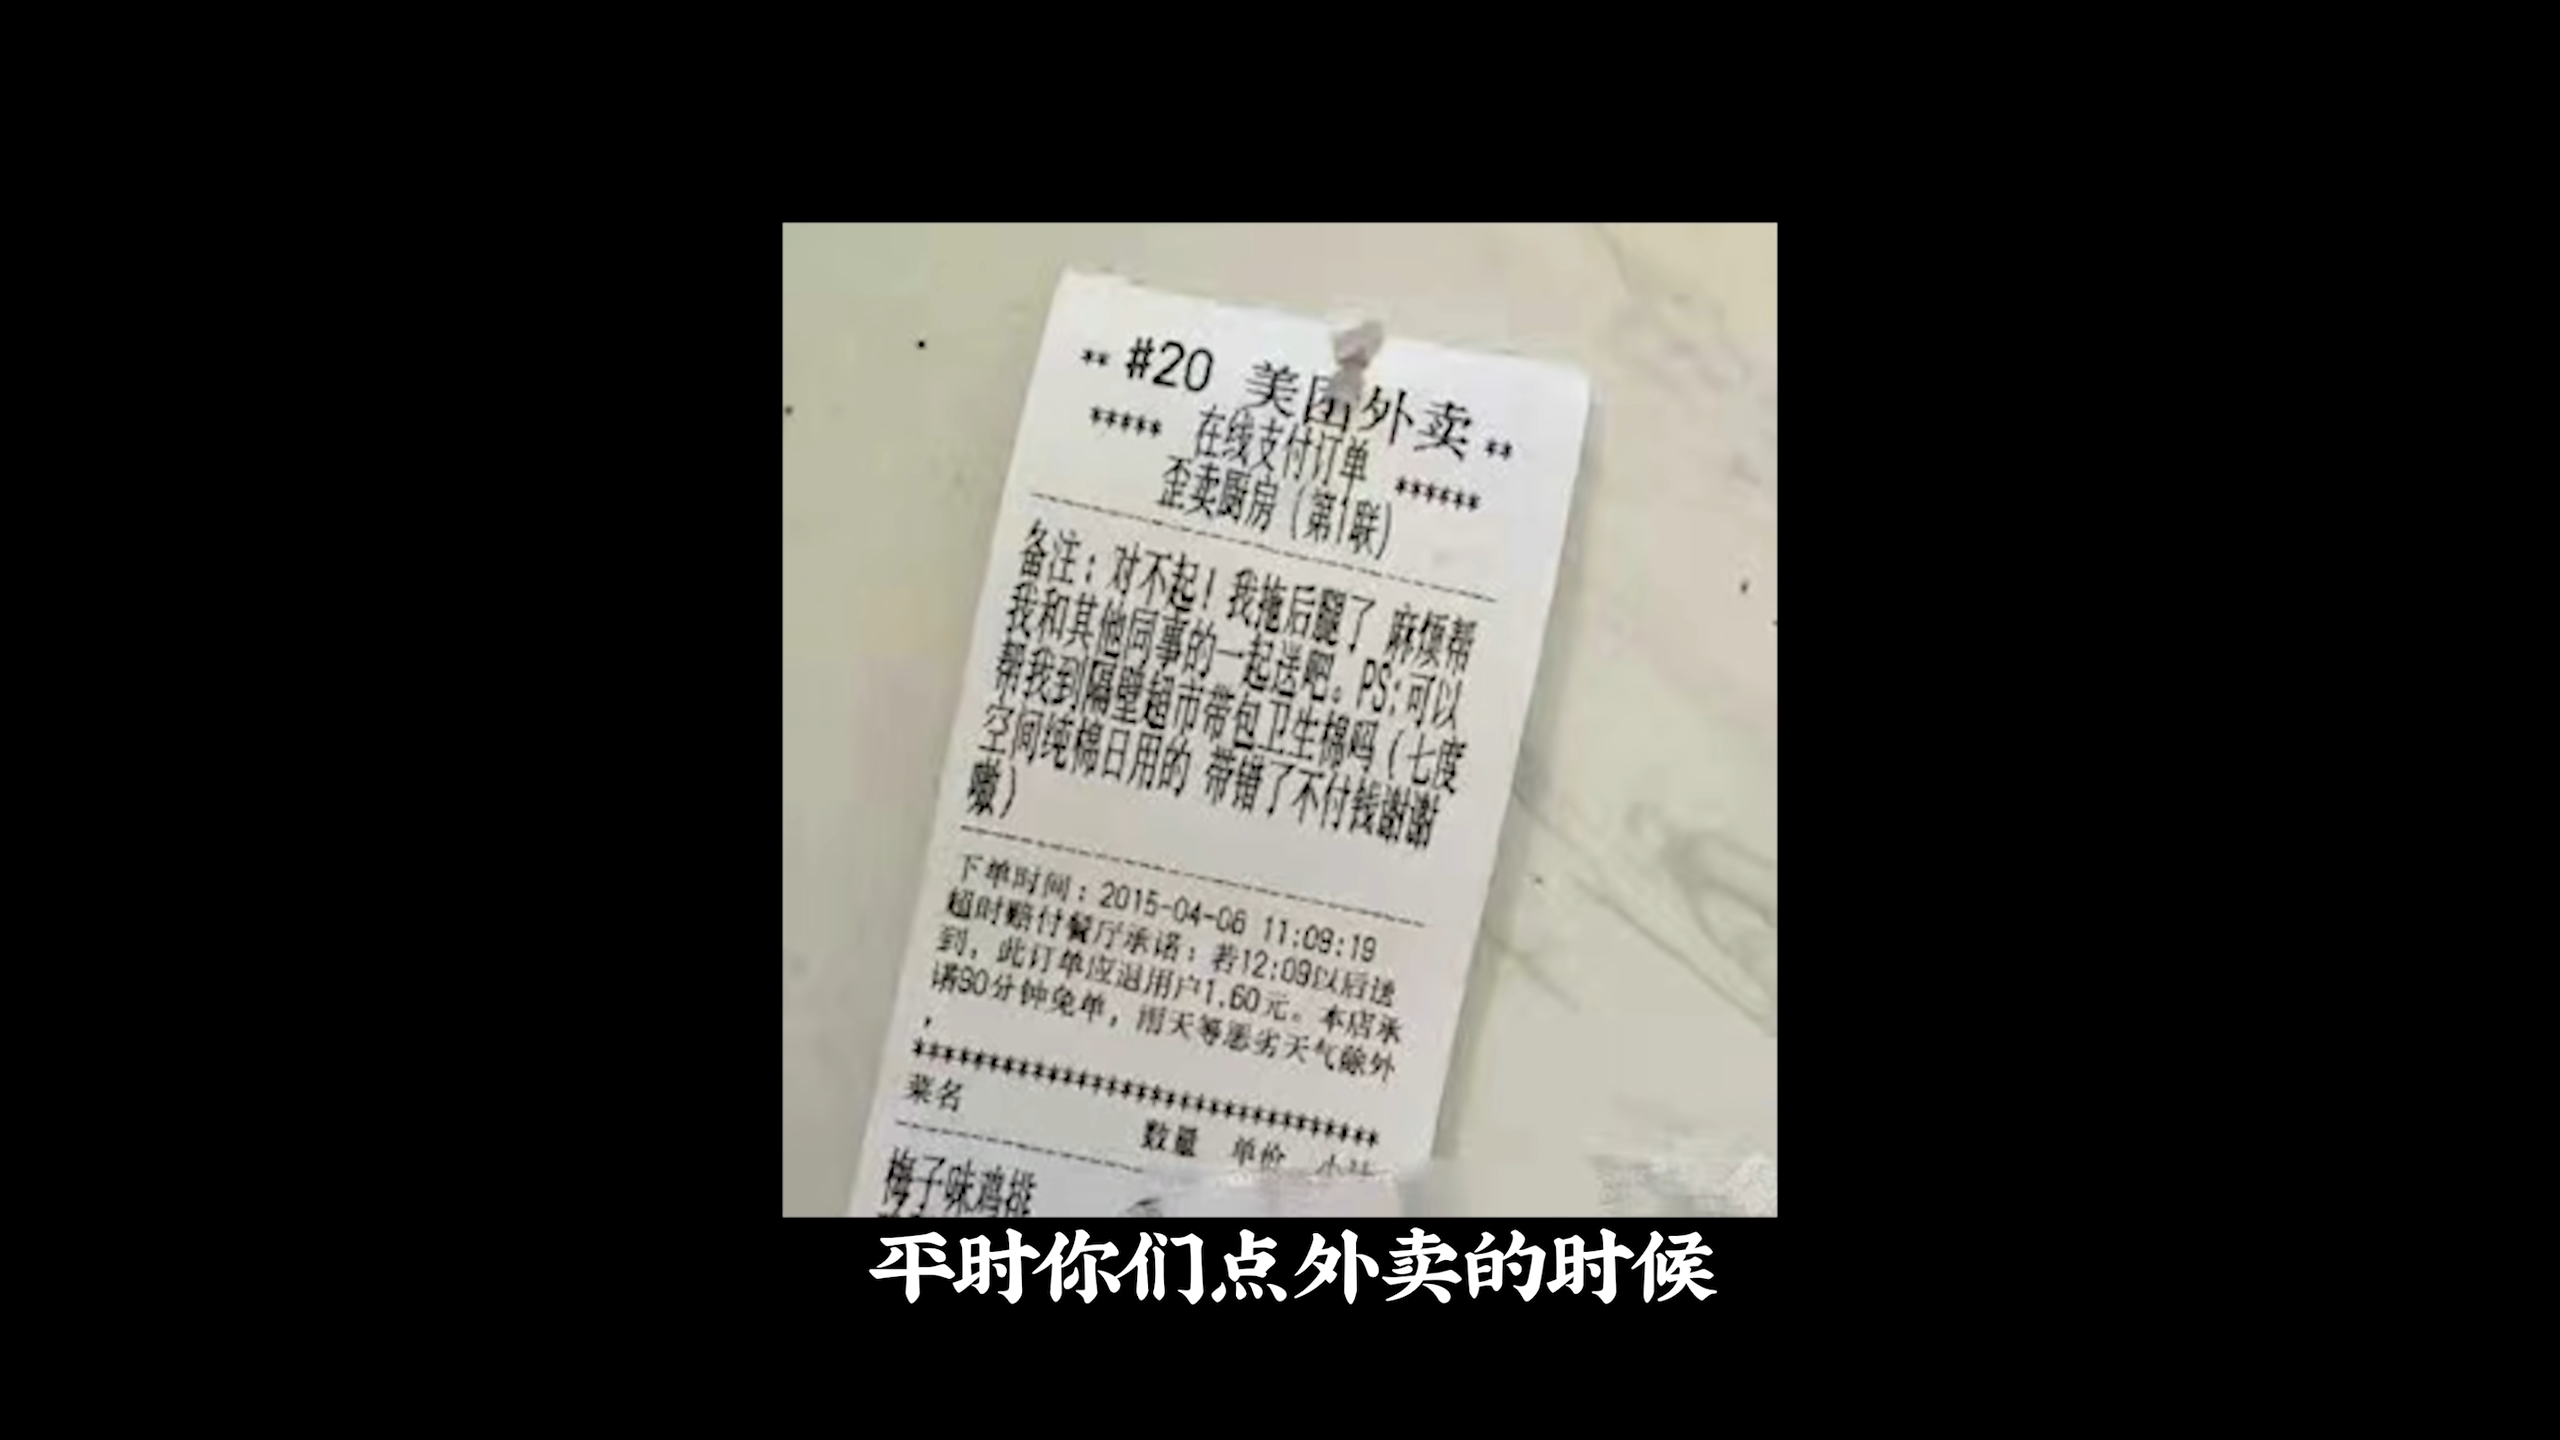 ** #20 美团外卖 **
***** 在线支付订单 ******
歪卖厨房（第1联）
备注：对不起！我拖后腿了 麻烦帮
我和其他同事的一起送吧。PS:可以
帮我到隔壁超市带包卫生棉吗（七度
空间纯棉日用的 带错了不付钱谢谢
嗷）
下单时间：2015-04-06 11:09:19
超时赔付餐厅承诺：若12:09以后送
到，此订单应退用户1.60元。本店承
诺90分钟免单，雨天等恶劣天气除外
，
菜名 数量 单价 小计
梅子味鸡排
平时你们点外卖的时候